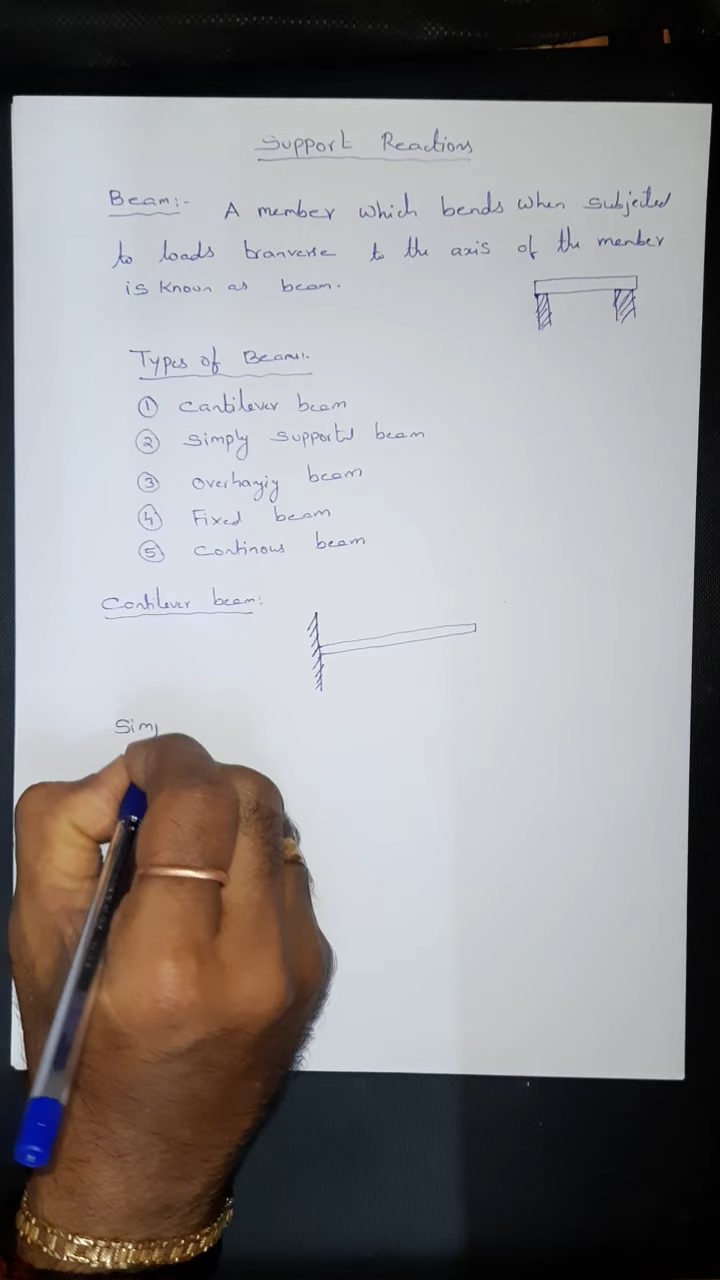 Support Reactions
Beam:- A member which bends when subjected
to loads tranverse to the axis of the member
is known as beam.
Types of Beams:.
① Cantilever beam
② Simply supported beam
③ Overhanging beam
④ Fixed beam
⑤ Continous beam
Cantilever beam:
Simp